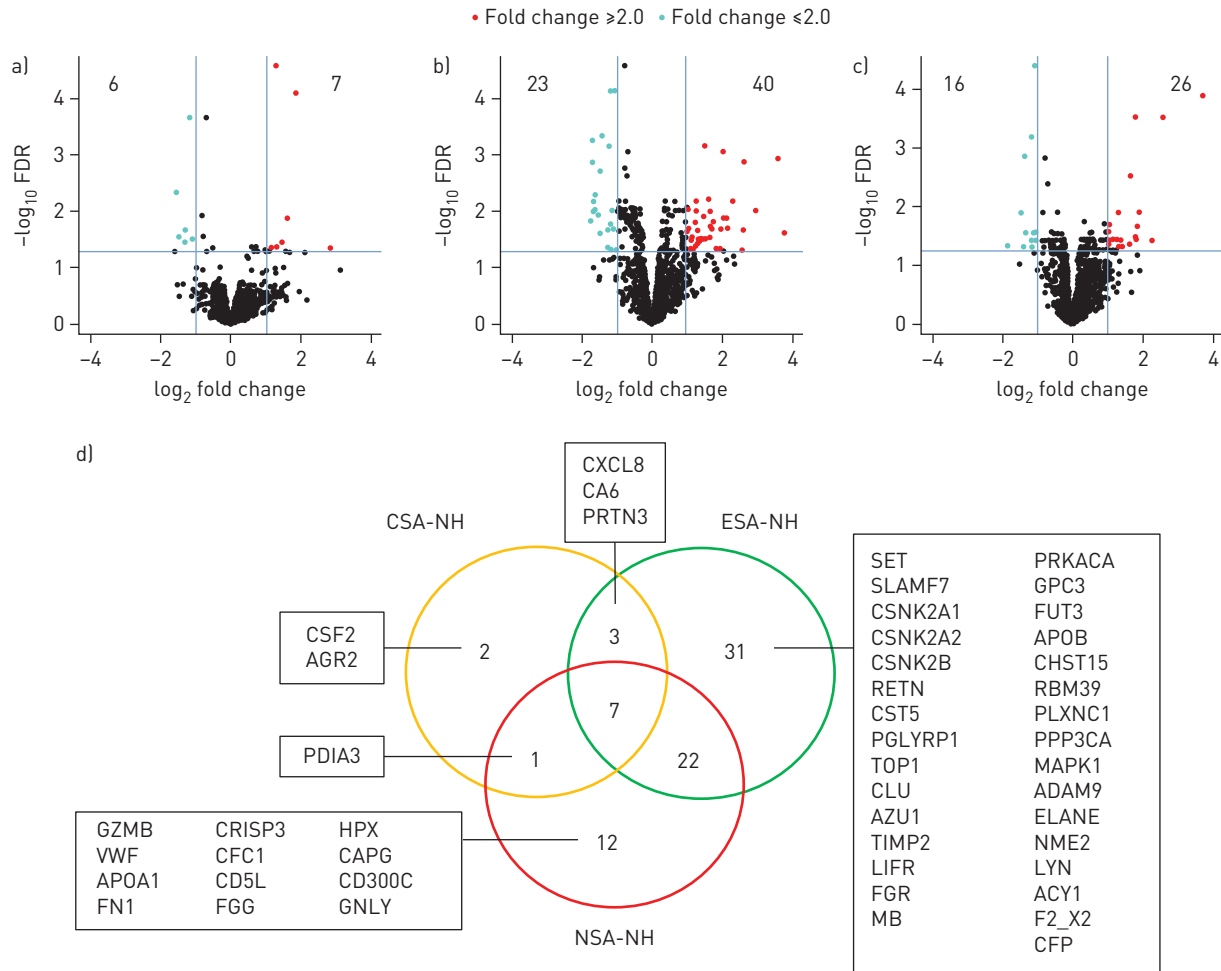 • Fold change ≥2.0 • Fold change ≤2.0
a)
6
7
4
3
2
1
0
–log10 FDR
–4 –2 0 2 4
log2 fold change
b)
23
40
4
3
2
1
0
–log10 FDR
–4 –2 0 2 4
log2 fold change
c)
16
26
4
3
2
1
0
–log10 FDR
–4 –2 0 2 4
log2 fold change
d)
CXCL8
CA6
PRTN3
CSA-NH
ESA-NH
CSF2
AGR2
2
3
31
7
PDIA3
1
22
12
NSA-NH
GZMB CRISP3 HPX
VWF CFC1 CAPG
APOA1 CD5L CD300C
FN1 FGG GNLY
SET PRKACA
SLAMF7 GPC3
CSNK2A1 FUT3
CSNK2A2 APOB
CSNK2B CHST15
RETN RBM39
CST5 PLXNC1
PGLYRP1 PPP3CA
TOP1 MAPK1
CLU ADAM9
AZU1 ELANE
TIMP2 NME2
LIFR LYN
FGR ACY1
MB F2_X2
CFP